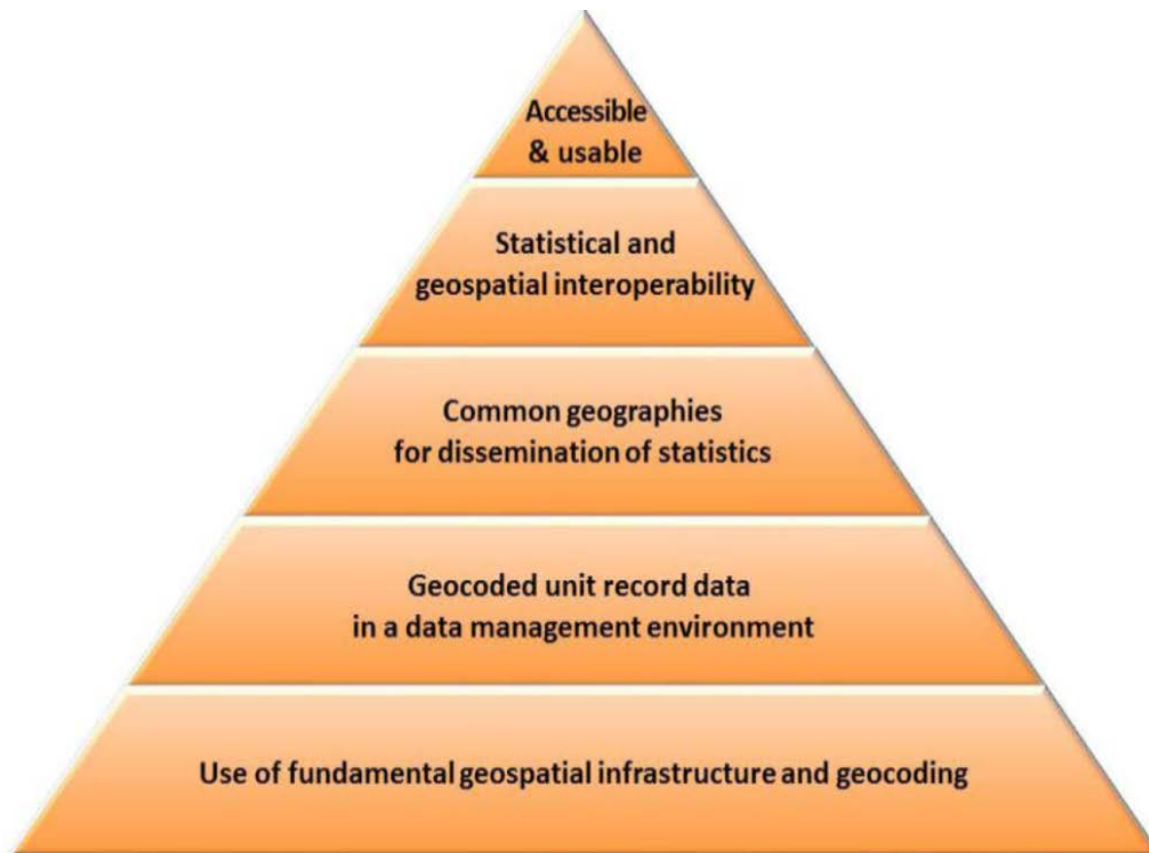 Accessible
& usable
Statistical and
geospatial interoperability
Common geographies
for dissemination of statistics
Geocoded unit record data
in a data management environment
Use of fundamental geospatial infrastructure and geocoding